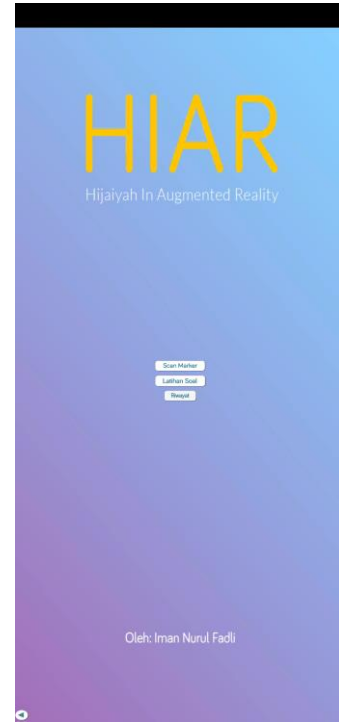 HIAR
Hijaiyah In Augmented Reality
Scan Marker
Latihan Soal
Riwayat
Oleh: Iman Nurul Fadli